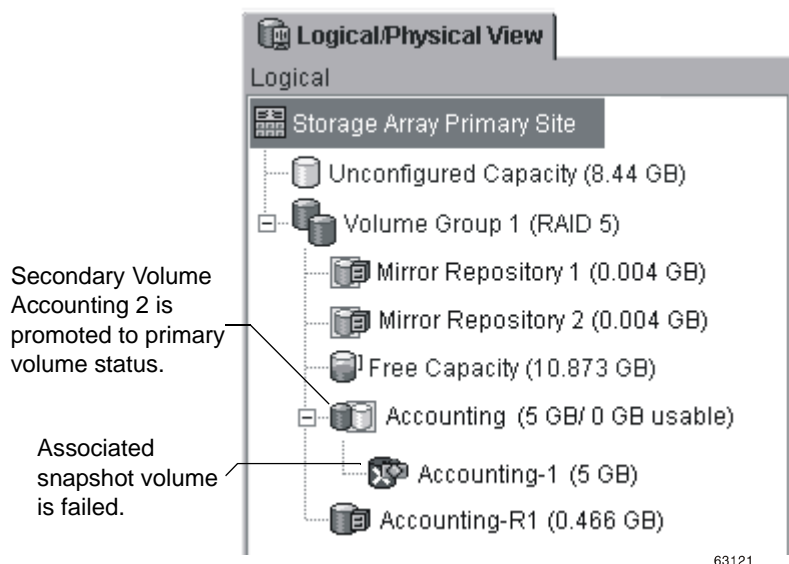 Logical/Physical View
Logical
Storage Array Primary Site
Unconfigured Capacity (8.44 GB)
Volume Group 1 (RAID 5)
Mirror Repository 1 (0.004 GB)
Mirror Repository 2 (0.004 GB)
Free Capacity (10.873 GB)
Accounting (5 GB/ 0 GB usable)
Accounting-1 (5 GB)
Accounting-R1 (0.466 GB)
Secondary Volume
Accounting 2 is
promoted to primary
volume status.
Associated
snapshot volume
is failed.
63121